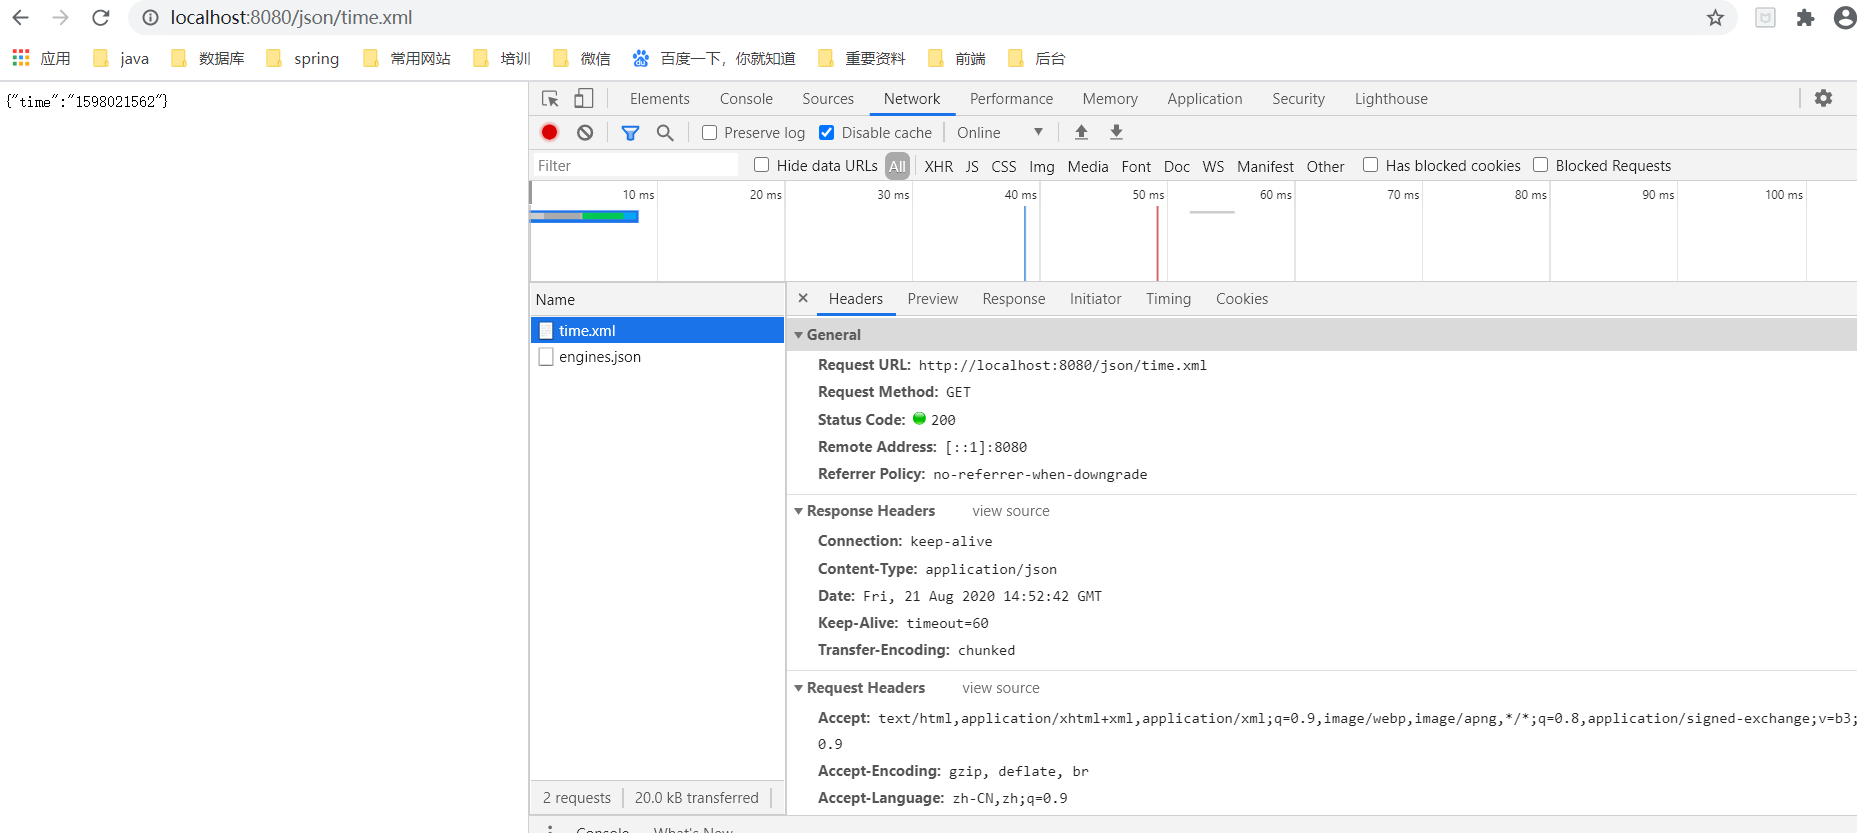 localhost:8080/json/time.xml
应用 java 数据库 spring 常用网站 培训 微信 百度一下，你就知道 重要资料 前端 后台
{"time":"1598021562"}
Elements Console Sources Network Performance Memory Application Security Lighthouse
Preserve log Disable cache Online
Filter Hide data URLs All XHR JS CSS Img Media Font Doc WS Manifest Other Has blocked cookies Blocked Requests
10 ms 20 ms 30 ms 40 ms 50 ms 60 ms 70 ms 80 ms 90 ms 100 ms
Name
time.xml
engines.json
2 requests 20.0 kB transferred
Headers Preview Response Initiator Timing Cookies
General
Request URL: http://localhost:8080/json/time.xml
Request Method: GET
Status Code: 200
Remote Address: [::1]:8080
Referrer Policy: no-referrer-when-downgrade
Response Headers view source
Connection: keep-alive
Content-Type: application/json
Date: Fri, 21 Aug 2020 14:52:42 GMT
Keep-Alive: timeout=60
Transfer-Encoding: chunked
Request Headers view source
Accept: text/html,application/xhtml+xml,application/xml;q=0.9,image/webp,image/apng,*/*;q=0.8,application/signed-exchange;v=b3;
0.9
Accept-Encoding: gzip, deflate, br
Accept-Language: zh-CN,zh;q=0.9
Console What's New